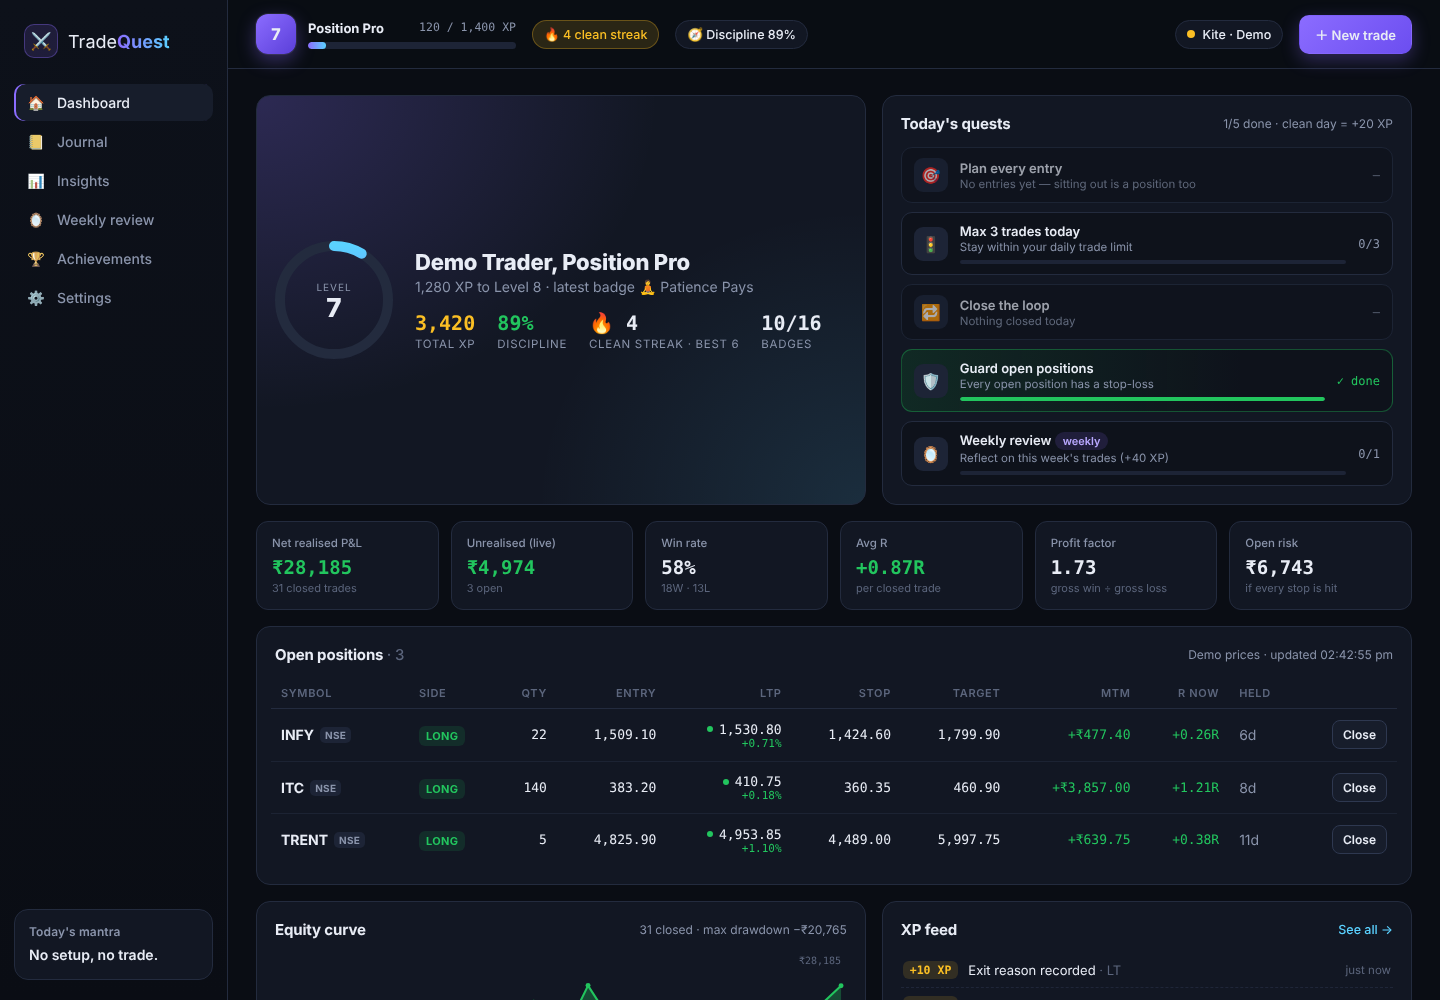 TradeQuest
Dashboard
Journal
Insights
Weekly review
Achievements
Settings
Today's mantra
No setup, no trade.
7
Position Pro
120 / 1,400 XP
🔥 4 clean streak
🧭 Discipline 89%
Kite · Demo
+ New trade
LEVEL
7
Demo Trader, Position Pro
1,280 XP to Level 8 · latest badge 🧘 Patience Pays
3,420
TOTAL XP
89%
DISCIPLINE
🔥 4
CLEAN STREAK · BEST 6
10/16
BADGES
Today's quests
1/5 done · clean day = +20 XP
Plan every entry
No entries yet — sitting out is a position too
—
Max 3 trades today
Stay within your daily trade limit
0/3
Close the loop
Nothing closed today
—
Guard open positions
Every open position has a stop-loss
✓ done
Weekly review weekly
Reflect on this week's trades (+40 XP)
0/1
Net realised P&L
₹28,185
31 closed trades
Unrealised (live)
₹4,974
3 open
Win rate
58%
18W · 13L
Avg R
+0.87R
per closed trade
Profit factor
1.73
gross win ÷ gross loss
Open risk
₹6,743
if every stop is hit
Open positions · 3
Demo prices · updated 02:42:55 pm
SYMBOL SIDE QTY ENTRY LTP STOP TARGET MTM R NOW HELD
INFY NSE LONG 22 1,509.10 1,530.80 1,424.60 1,799.90 +₹477.40 +0.26R 6d Close
+0.71%
ITC NSE LONG 140 383.20 410.75 360.35 460.90 +₹3,857.00 +1.21R 8d Close
+0.18%
TRENT NSE LONG 5 4,825.90 4,953.85 4,489.00 5,997.75 +₹639.75 +0.38R 11d Close
+1.10%
Equity curve
31 closed · max drawdown −₹20,765
₹28,185
XP feed
See all →
+10 XP Exit reason recorded · LT just now